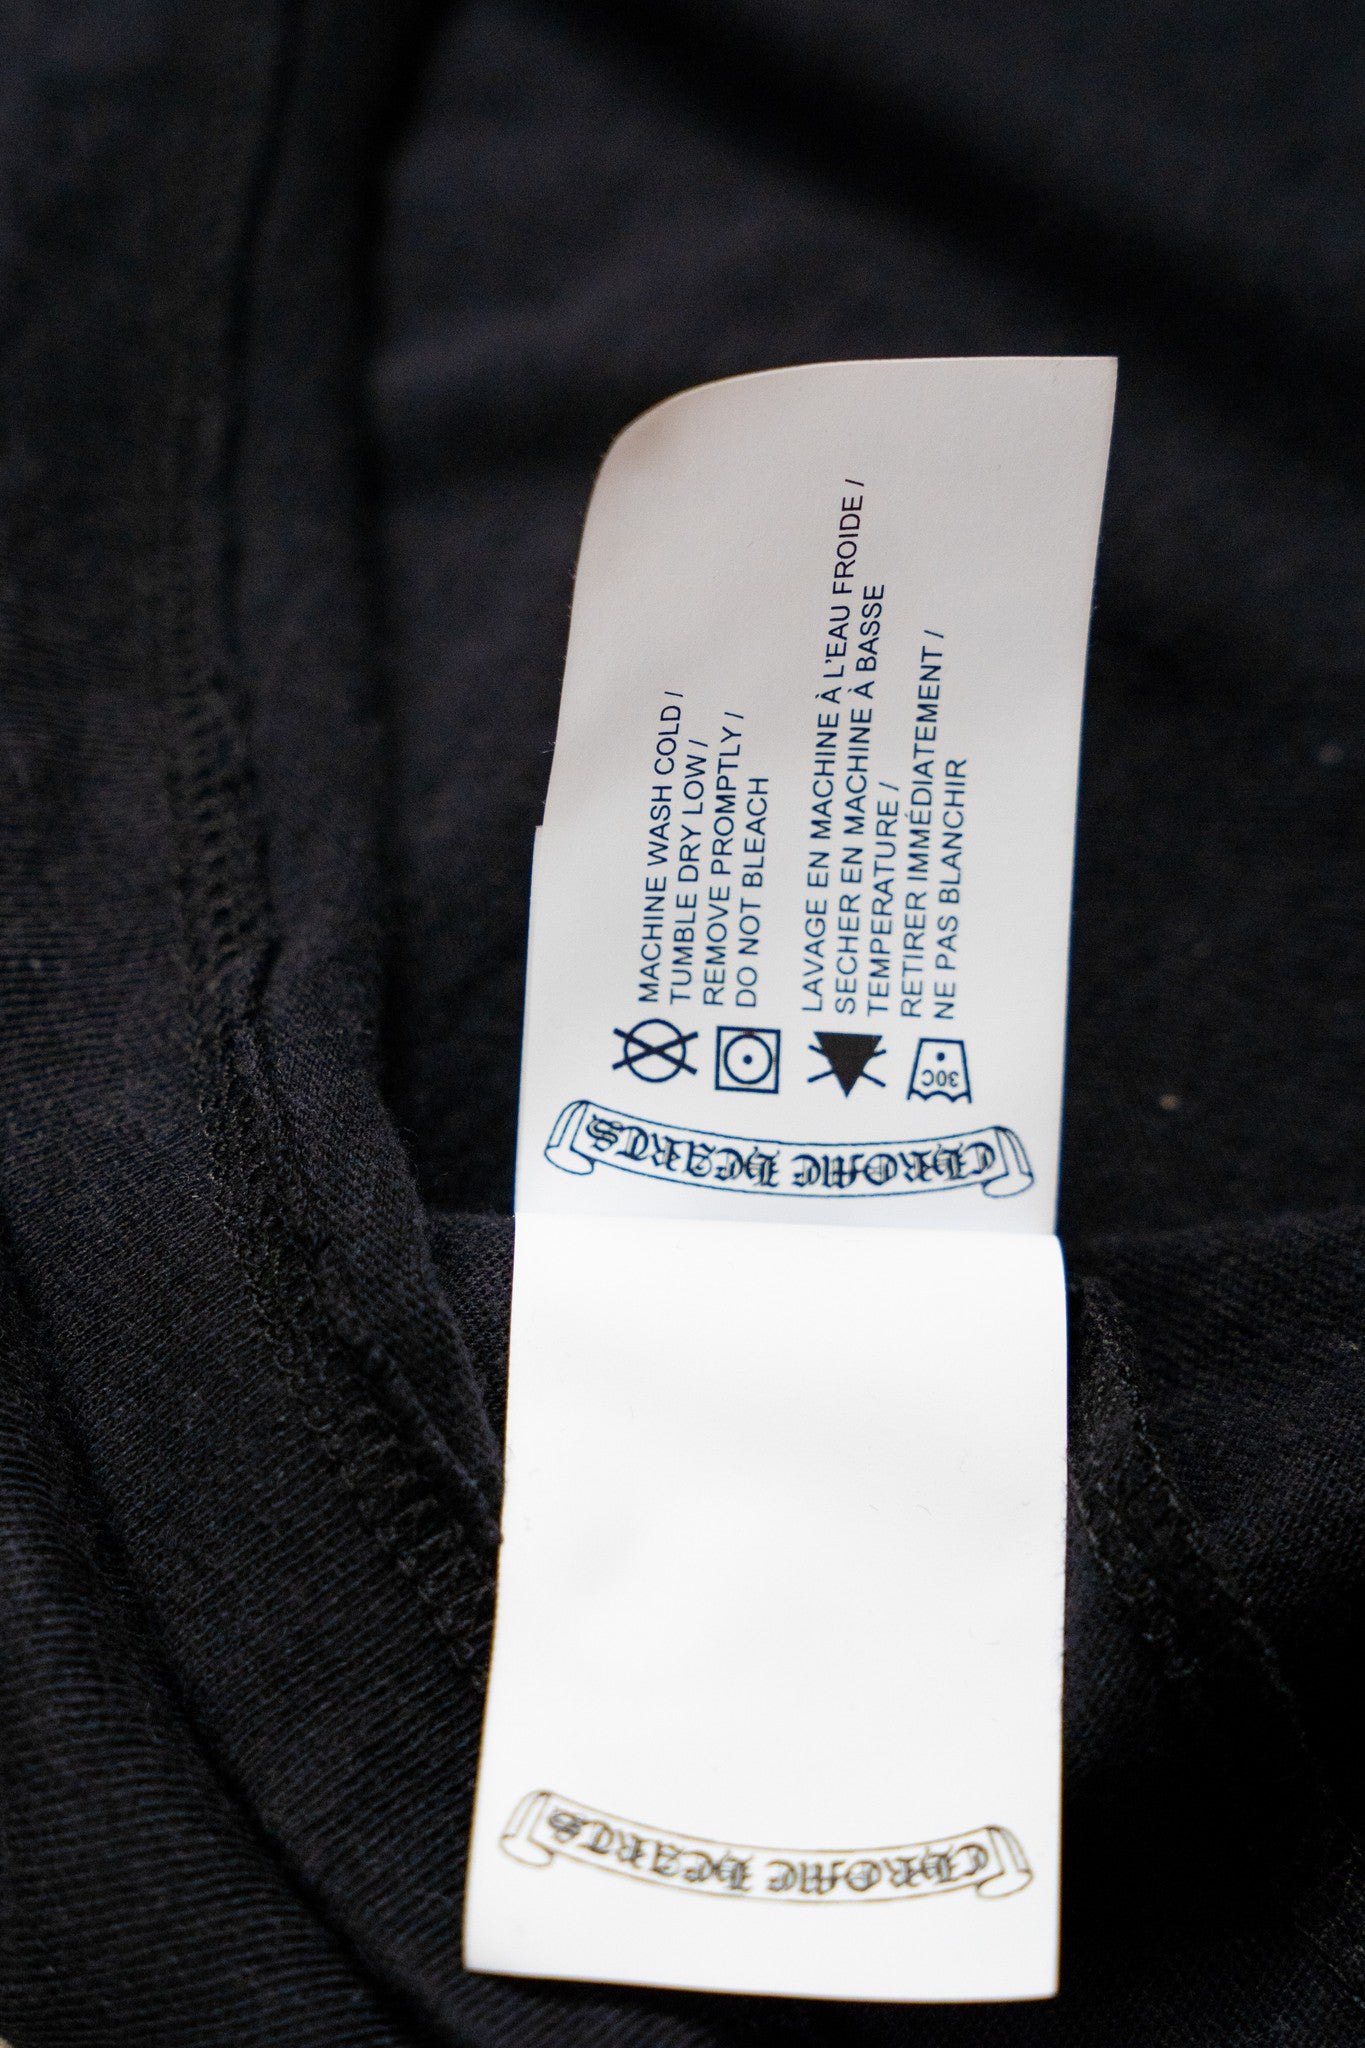 MACHINE WASH COLD /
TUMBLE DRY LOW /
REMOVE PROMPTLY /
DO NOT BLEACH
LAVAGE EN MACHINE À L'EAU FROIDE /
SECHER EN MACHINE À BASSE
TEMPERATURE /
RETIRER IMMÉDIATEMENT /
NE PAS BLANCHIR
30C
CHROME HEARTS
CHROME HEARTS